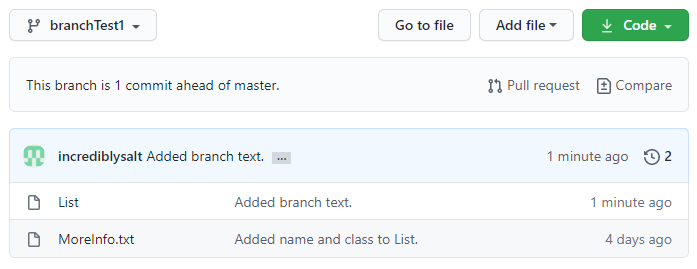 branchTest1 Go to file Add file Code
This branch is 1 commit ahead of master. Pull request Compare
incrediblysalt Added branch text. ... 1 minute ago 2
List Added branch text. 1 minute ago
MoreInfo.txt Added name and class to List. 4 days ago